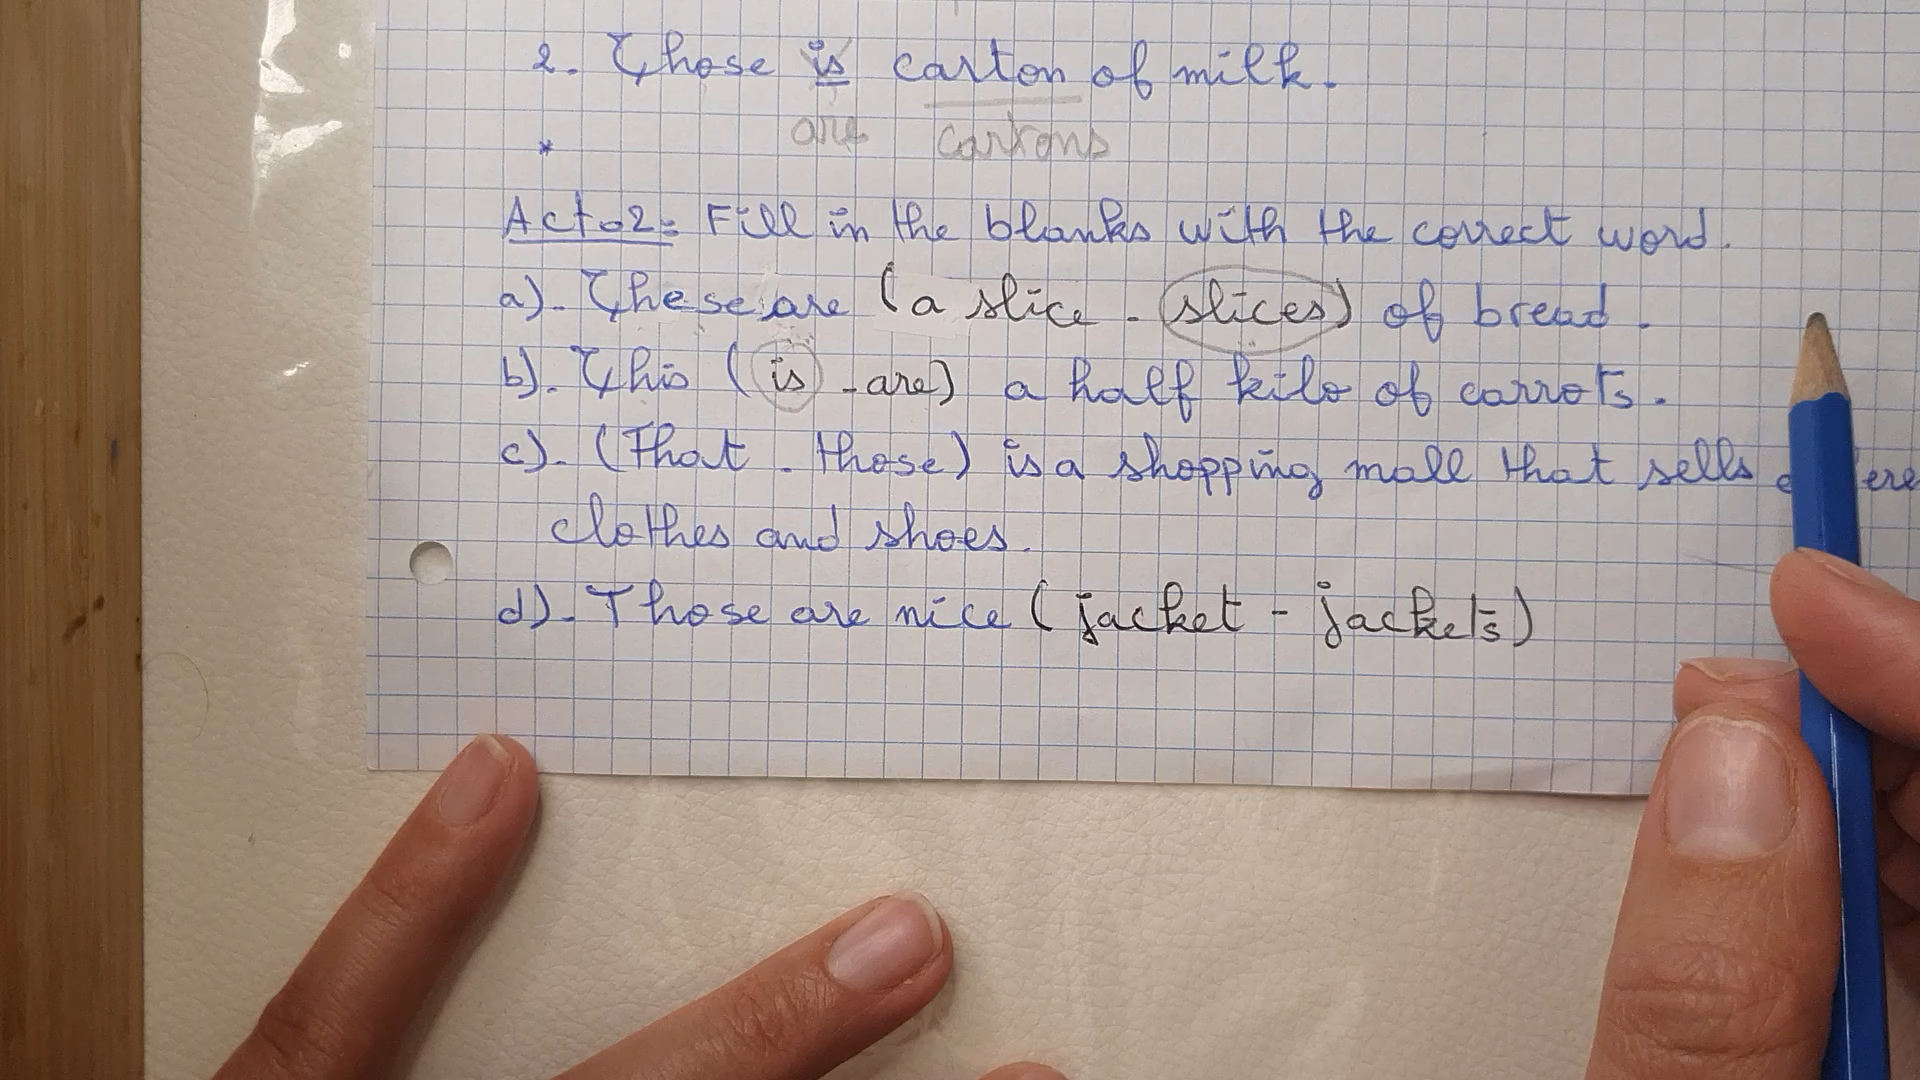 2. Those is carton of milk.
are cartons
*
Act-2: Fill in the blanks with the correct word.
a). These are (a slice - slices) of bread.
b). This (is - are) a half kilo of carrots.
c). (That - those) is a shopping mall that sells
clothes and shoes.
d). Those are nice (jacket - jackets)